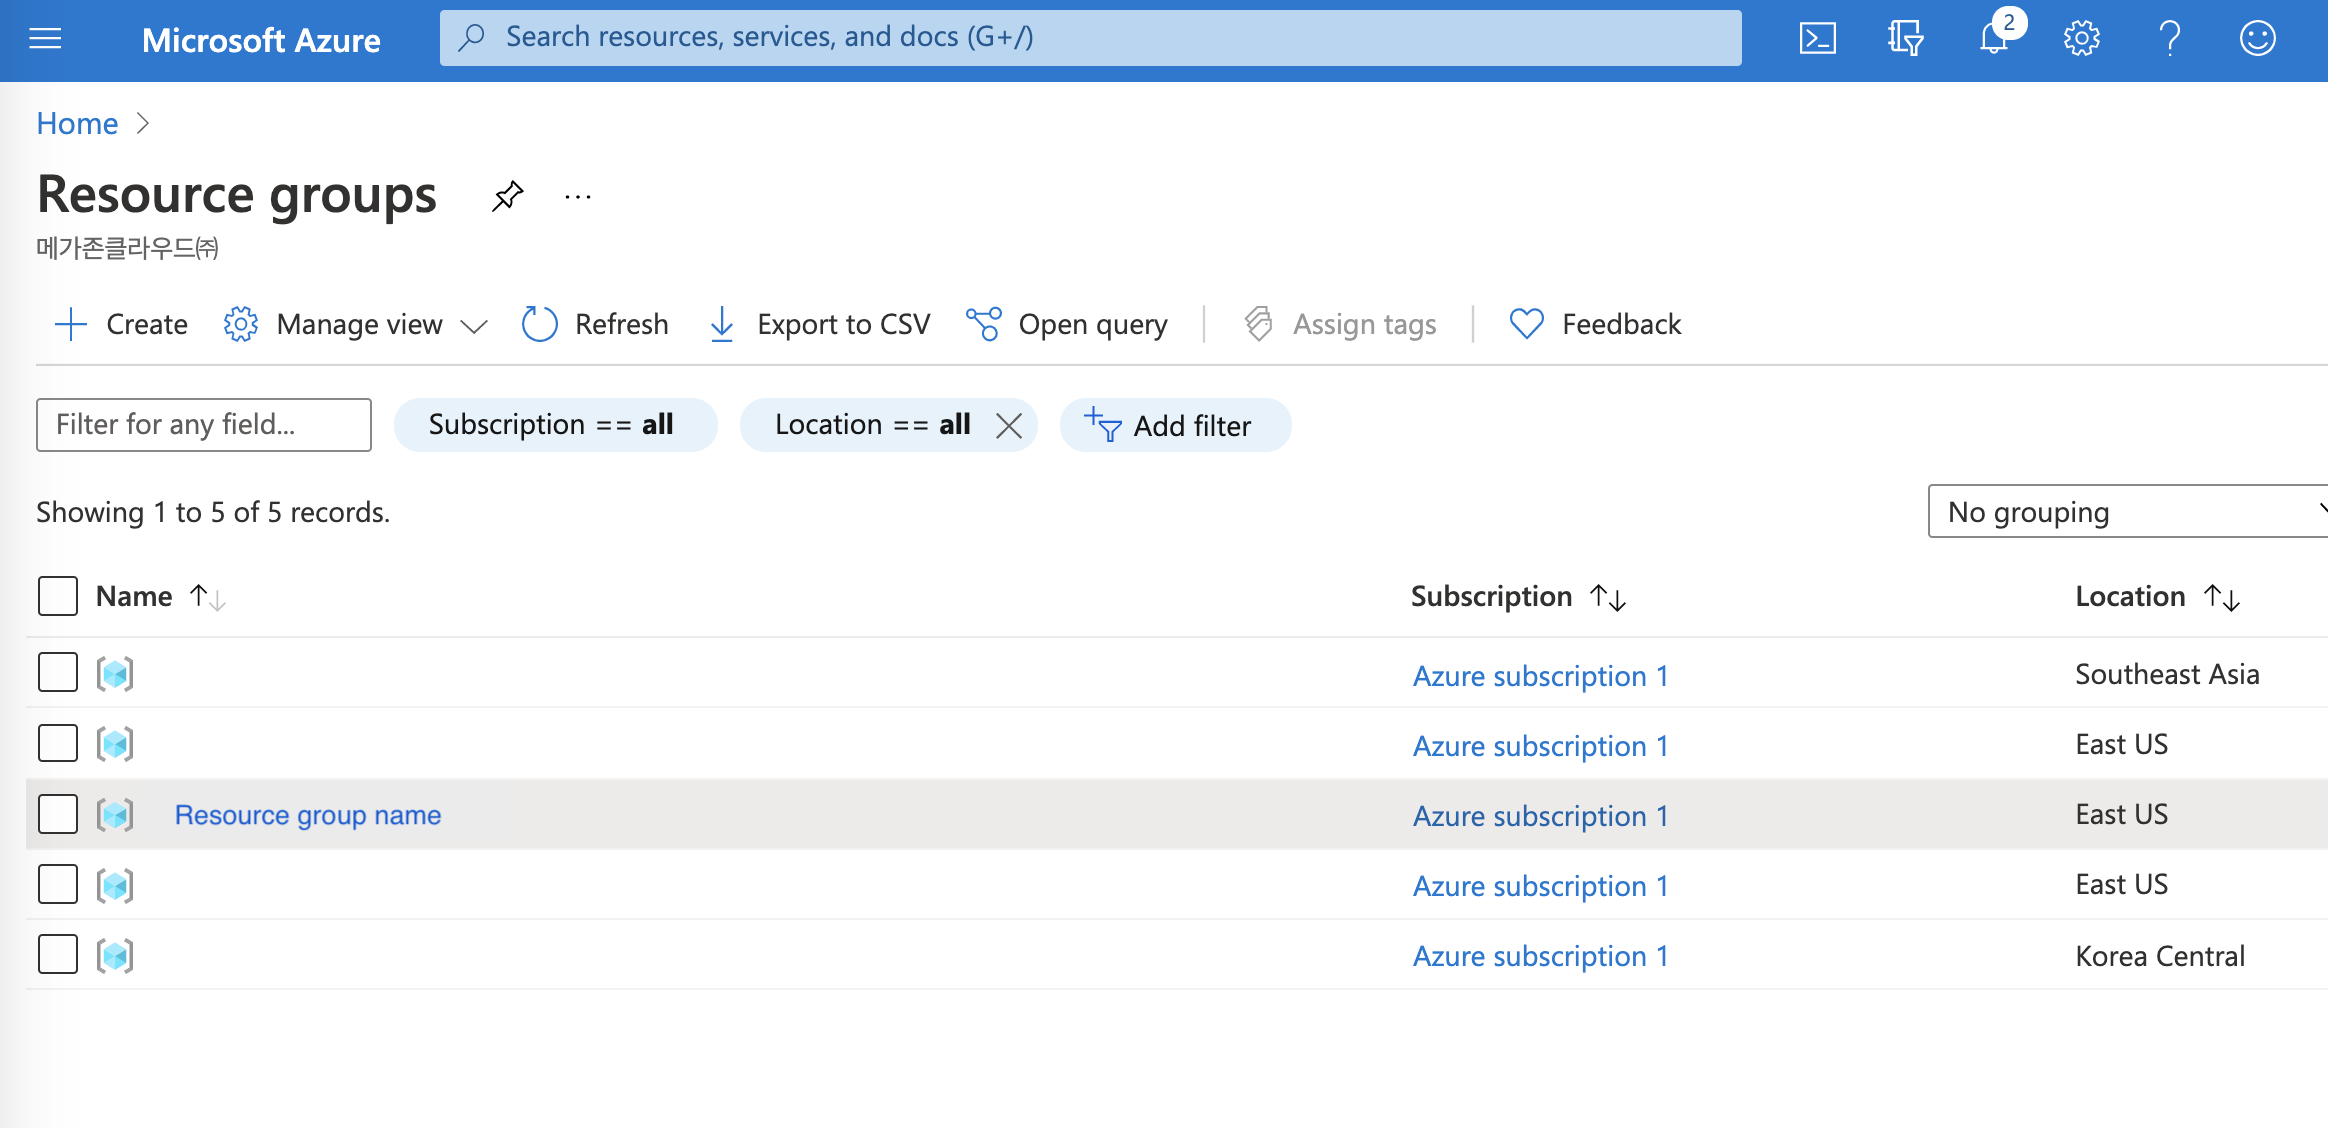 Microsoft Azure
Search resources, services, and docs (G+/)
2
Home
Resource groups
메가존클라우드㈜
Create
Manage view
Refresh
Export to CSV
Open query
Assign tags
Feedback
Filter for any field...
Subscription == all
Location == all
Add filter
Showing 1 to 5 of 5 records.
No grouping
Name
Subscription
Location
Azure subscription 1
Southeast Asia
Azure subscription 1
East US
Resource group name
Azure subscription 1
East US
Azure subscription 1
East US
Azure subscription 1
Korea Central